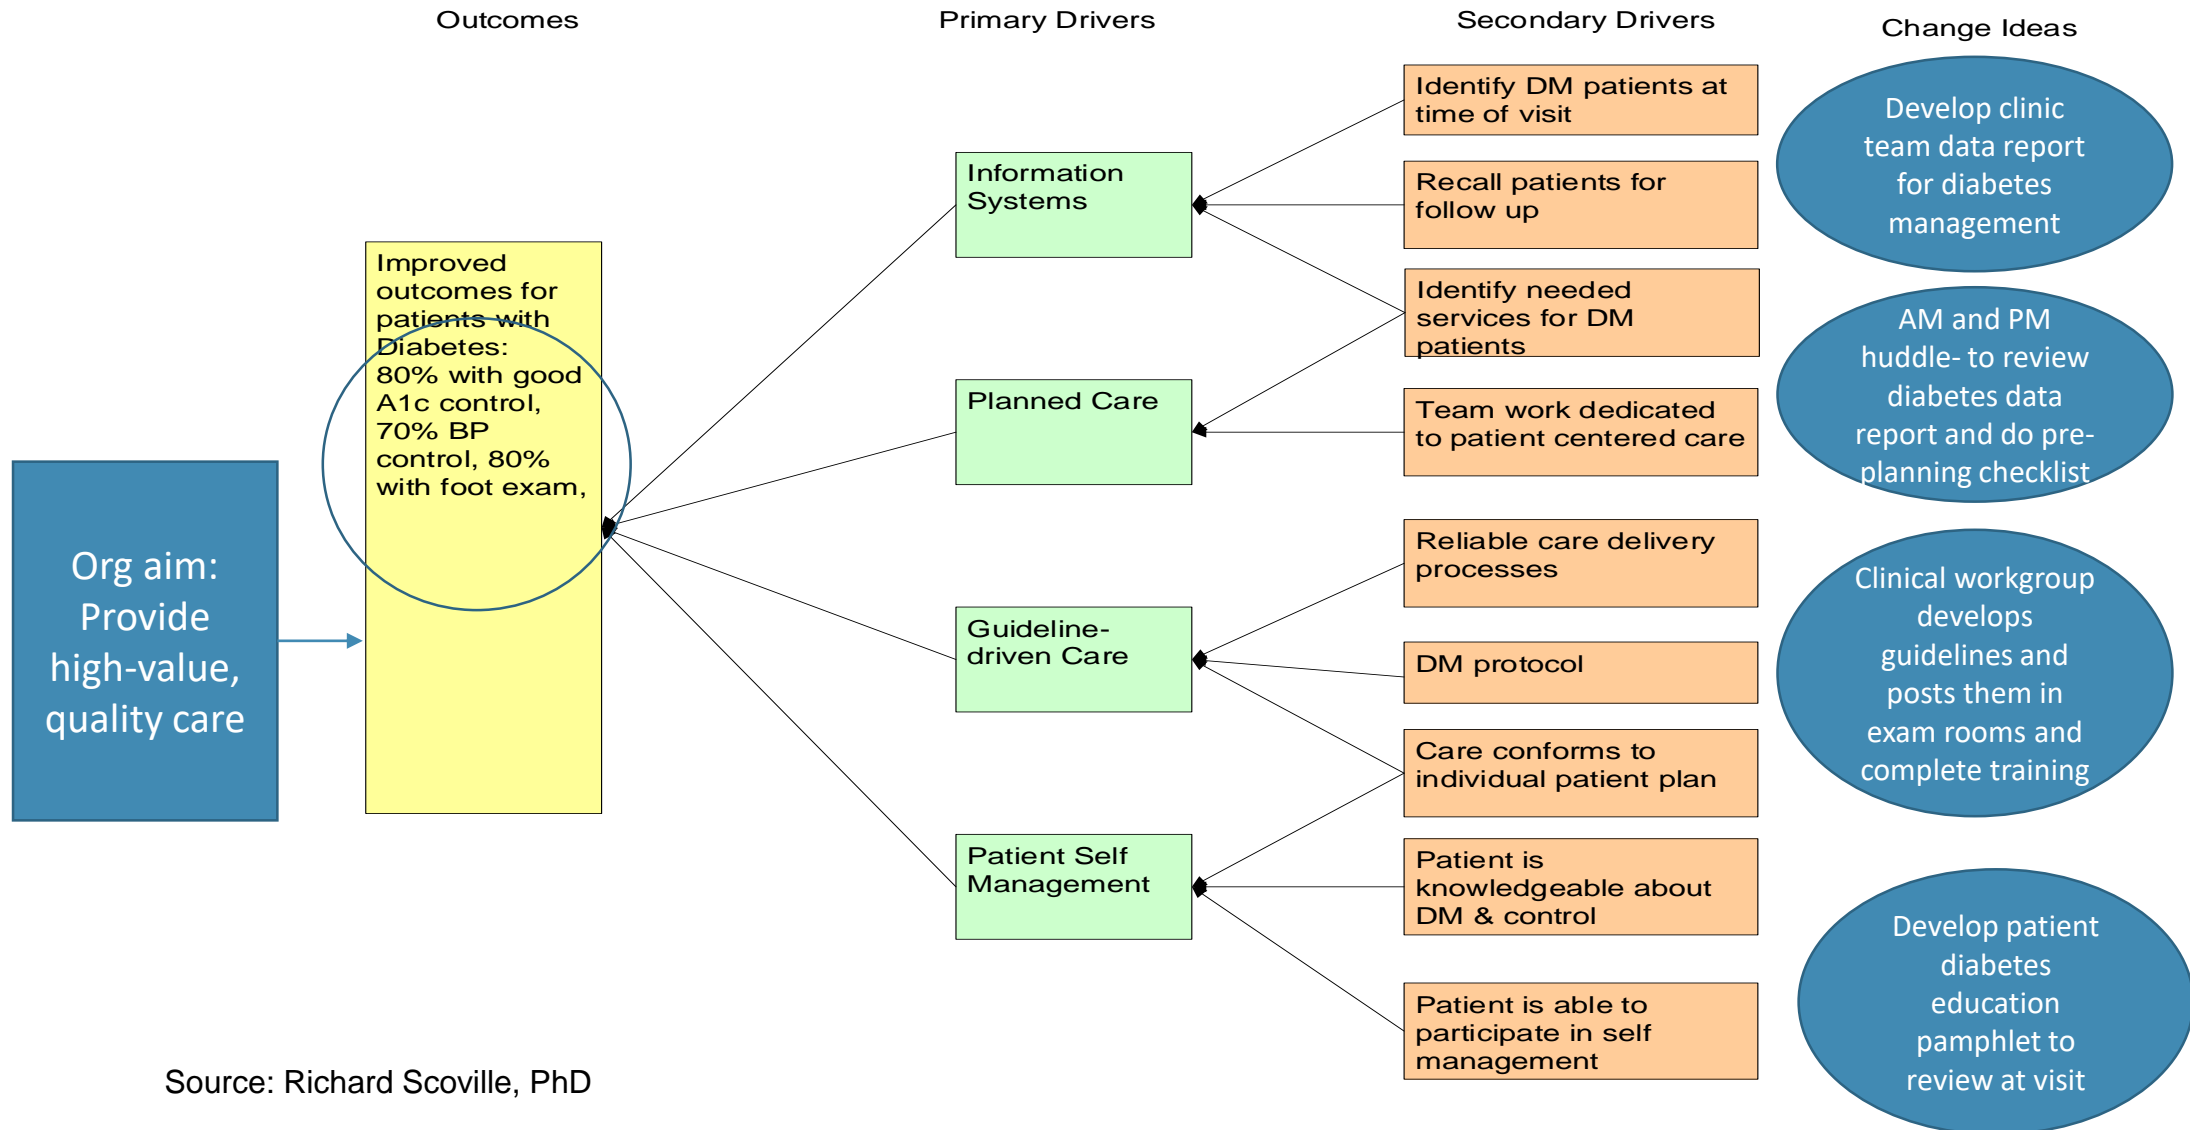 Outcomes
Primary Drivers
Secondary Drivers
Change Ideas
Org aim:
Provide
high-value,
quality care
Improved
outcomes for
patients with
Diabetes:
80% with good
A1c control,
70% BP
control, 80%
with foot exam,
Information
Systems
Planned Care
Guideline-
driven Care
Patient Self
Management
Identify DM patients at
time of visit
Recall patients for
follow up
Identify needed
services for DM
patients
Team work dedicated
to patient centered care
Reliable care delivery
processes
DM protocol
Care conforms to
individual patient plan
Patient is
knowledgeable about
DM & control
Patient is able to
participate in self
management
Develop clinic
team data report
for diabetes
management
AM and PM
huddle- to review
diabetes data
report and do pre-
planning checklist
Clinical workgroup
develops
guidelines and
posts them in
exam rooms and
complete training
Develop patient
diabetes
education
pamphlet to
review at visit
Source: Richard Scoville, PhD